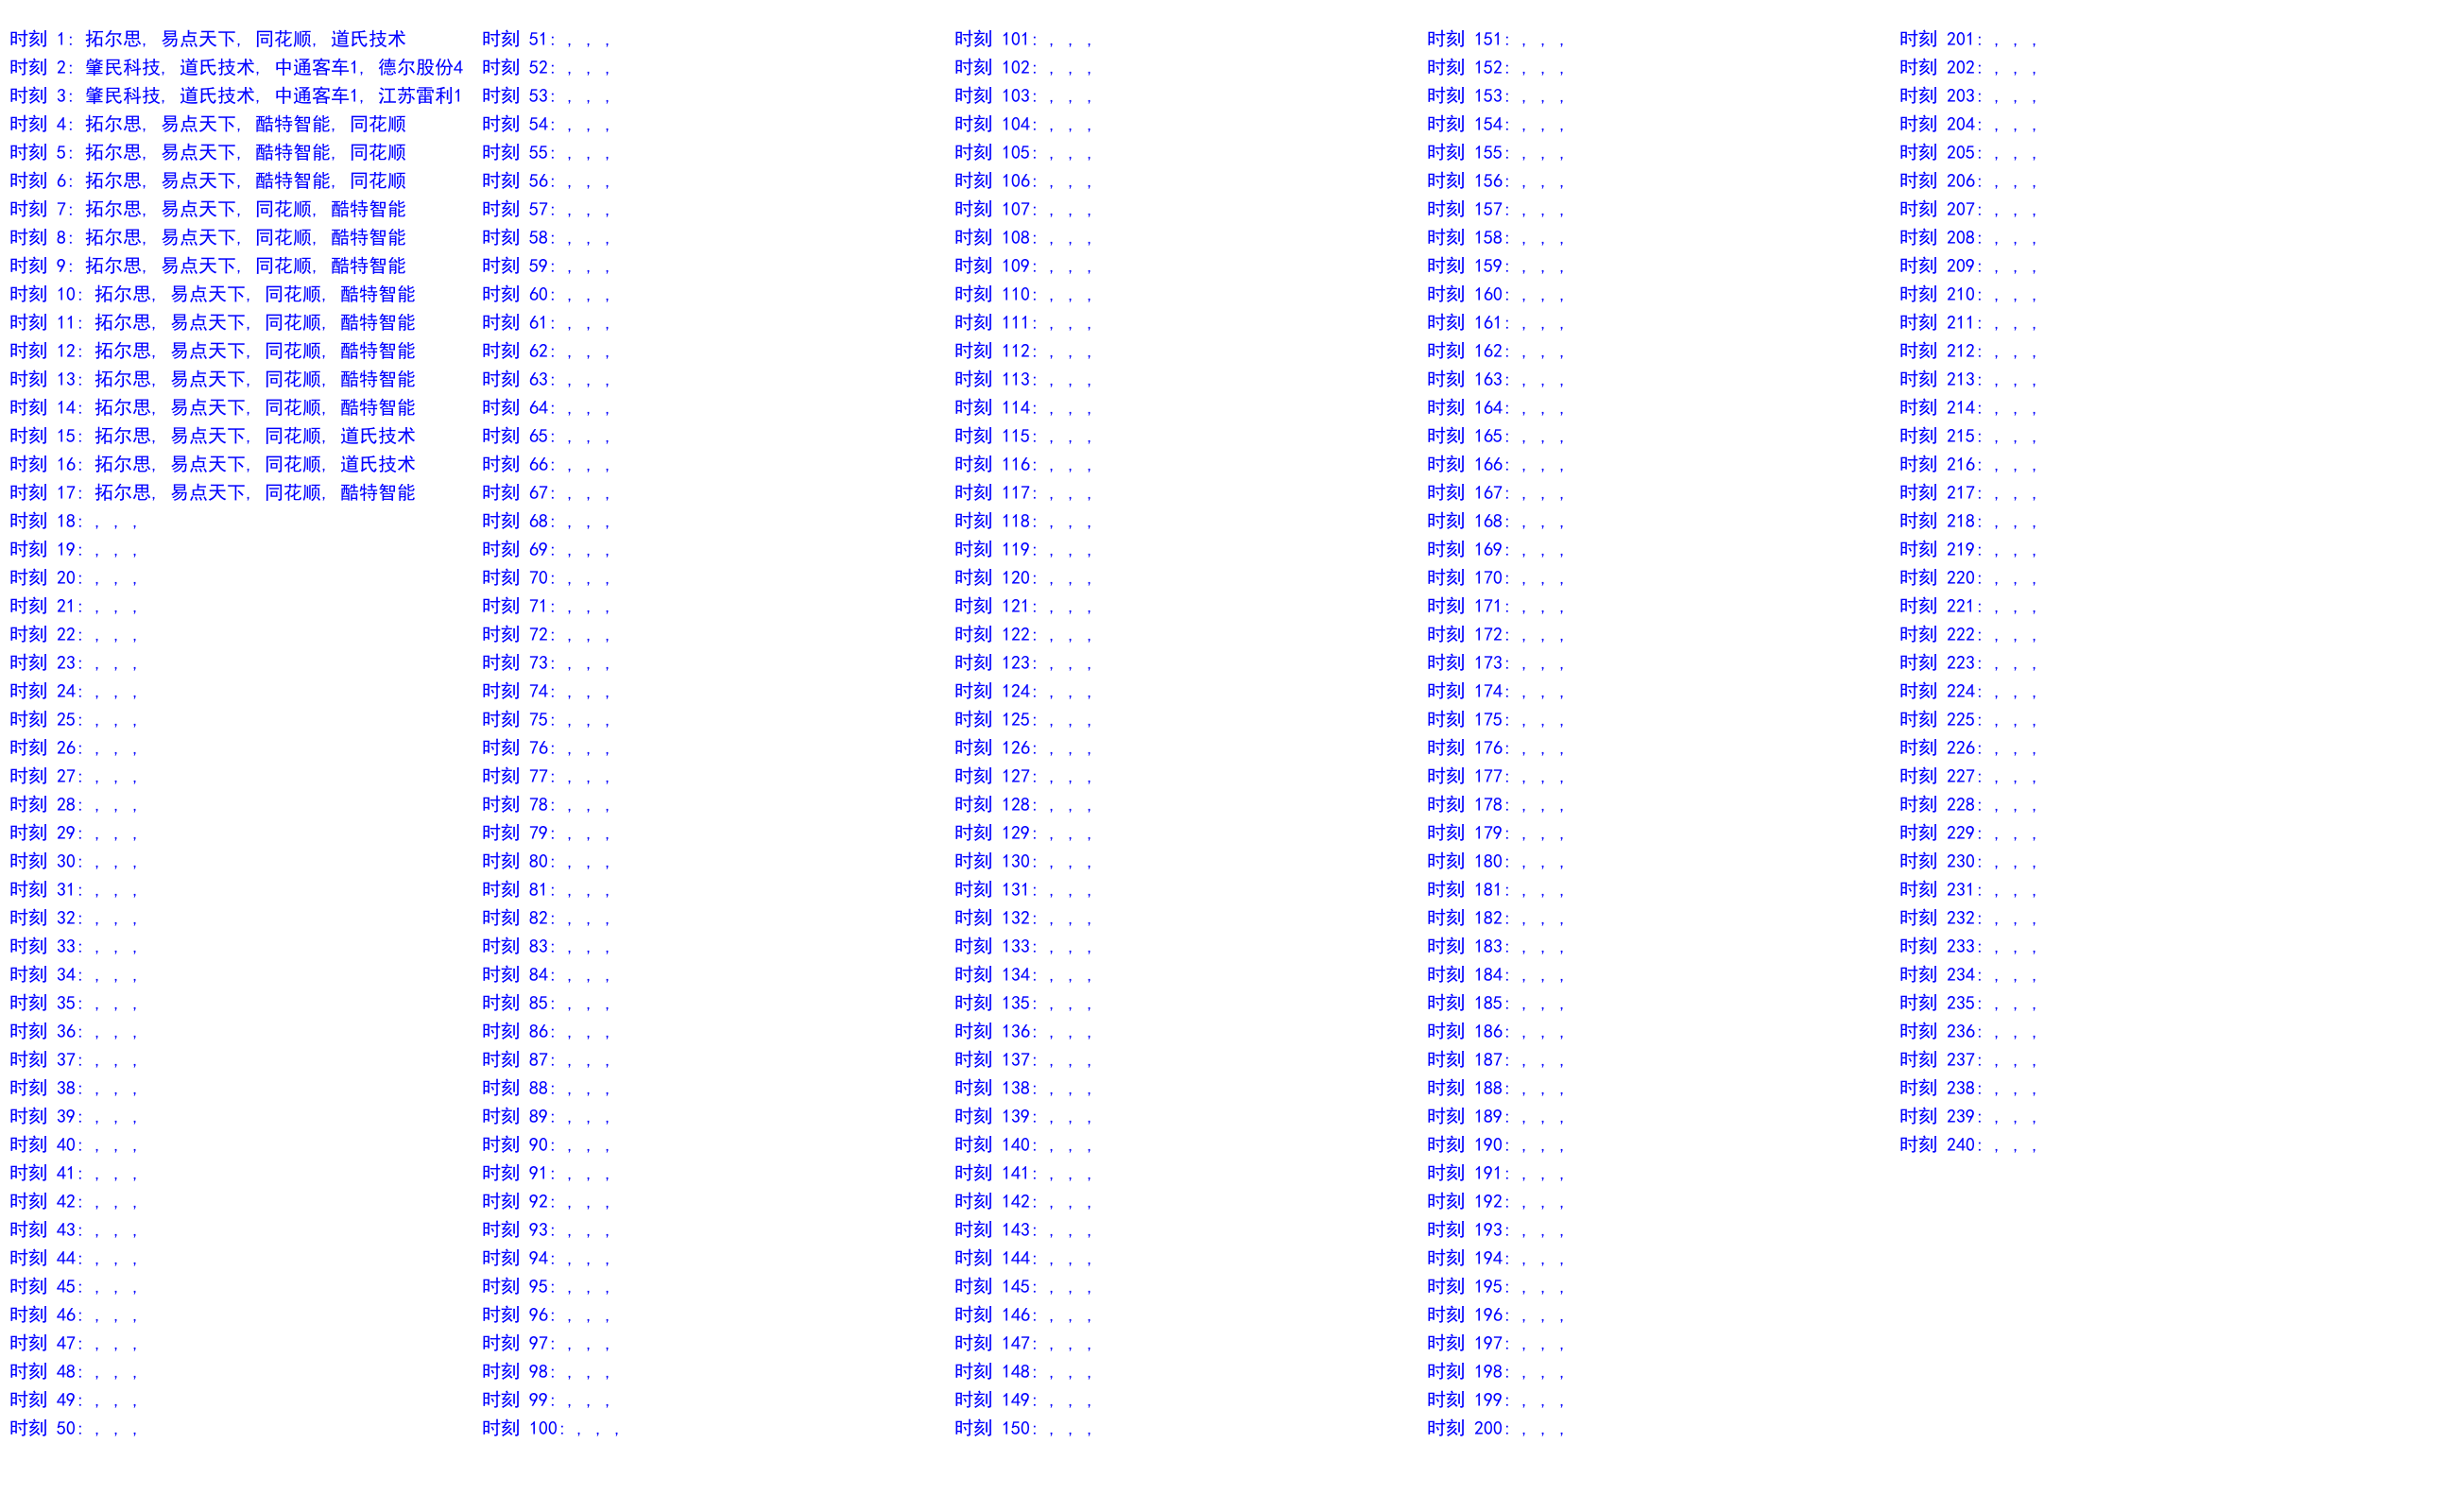 时刻 1: 拓尔思, 易点天下, 同花顺, 道氏技术
时刻 2: 肇民科技, 道氏技术, 中通客车1, 德尔股份4
时刻 3: 肇民科技, 道氏技术, 中通客车1, 江苏雷利1
时刻 4: 拓尔思, 易点天下, 酷特智能, 同花顺
时刻 5: 拓尔思, 易点天下, 酷特智能, 同花顺
时刻 6: 拓尔思, 易点天下, 酷特智能, 同花顺
时刻 7: 拓尔思, 易点天下, 同花顺, 酷特智能
时刻 8: 拓尔思, 易点天下, 同花顺, 酷特智能
时刻 9: 拓尔思, 易点天下, 同花顺, 酷特智能
时刻 10: 拓尔思, 易点天下, 同花顺, 酷特智能
时刻 11: 拓尔思, 易点天下, 同花顺, 酷特智能
时刻 12: 拓尔思, 易点天下, 同花顺, 酷特智能
时刻 13: 拓尔思, 易点天下, 同花顺, 酷特智能
时刻 14: 拓尔思, 易点天下, 同花顺, 酷特智能
时刻 15: 拓尔思, 易点天下, 同花顺, 道氏技术
时刻 16: 拓尔思, 易点天下, 同花顺, 道氏技术
时刻 17: 拓尔思, 易点天下, 同花顺, 酷特智能
时刻 18: , , ,
时刻 19: , , ,
时刻 20: , , ,
时刻 21: , , ,
时刻 22: , , ,
时刻 23: , , ,
时刻 24: , , ,
时刻 25: , , ,
时刻 26: , , ,
时刻 27: , , ,
时刻 28: , , ,
时刻 29: , , ,
时刻 30: , , ,
时刻 31: , , ,
时刻 32: , , ,
时刻 33: , , ,
时刻 34: , , ,
时刻 35: , , ,
时刻 36: , , ,
时刻 37: , , ,
时刻 38: , , ,
时刻 39: , , ,
时刻 40: , , ,
时刻 41: , , ,
时刻 42: , , ,
时刻 43: , , ,
时刻 44: , , ,
时刻 45: , , ,
时刻 46: , , ,
时刻 47: , , ,
时刻 48: , , ,
时刻 49: , , ,
时刻 50: , , ,
时刻 51: , , ,
时刻 52: , , ,
时刻 53: , , ,
时刻 54: , , ,
时刻 55: , , ,
时刻 56: , , ,
时刻 57: , , ,
时刻 58: , , ,
时刻 59: , , ,
时刻 60: , , ,
时刻 61: , , ,
时刻 62: , , ,
时刻 63: , , ,
时刻 64: , , ,
时刻 65: , , ,
时刻 66: , , ,
时刻 67: , , ,
时刻 68: , , ,
时刻 69: , , ,
时刻 70: , , ,
时刻 71: , , ,
时刻 72: , , ,
时刻 73: , , ,
时刻 74: , , ,
时刻 75: , , ,
时刻 76: , , ,
时刻 77: , , ,
时刻 78: , , ,
时刻 79: , , ,
时刻 80: , , ,
时刻 81: , , ,
时刻 82: , , ,
时刻 83: , , ,
时刻 84: , , ,
时刻 85: , , ,
时刻 86: , , ,
时刻 87: , , ,
时刻 88: , , ,
时刻 89: , , ,
时刻 90: , , ,
时刻 91: , , ,
时刻 92: , , ,
时刻 93: , , ,
时刻 94: , , ,
时刻 95: , , ,
时刻 96: , , ,
时刻 97: , , ,
时刻 98: , , ,
时刻 99: , , ,
时刻 100: , , ,
时刻 101: , , ,
时刻 102: , , ,
时刻 103: , , ,
时刻 104: , , ,
时刻 105: , , ,
时刻 106: , , ,
时刻 107: , , ,
时刻 108: , , ,
时刻 109: , , ,
时刻 110: , , ,
时刻 111: , , ,
时刻 112: , , ,
时刻 113: , , ,
时刻 114: , , ,
时刻 115: , , ,
时刻 116: , , ,
时刻 117: , , ,
时刻 118: , , ,
时刻 119: , , ,
时刻 120: , , ,
时刻 121: , , ,
时刻 122: , , ,
时刻 123: , , ,
时刻 124: , , ,
时刻 125: , , ,
时刻 126: , , ,
时刻 127: , , ,
时刻 128: , , ,
时刻 129: , , ,
时刻 130: , , ,
时刻 131: , , ,
时刻 132: , , ,
时刻 133: , , ,
时刻 134: , , ,
时刻 135: , , ,
时刻 136: , , ,
时刻 137: , , ,
时刻 138: , , ,
时刻 139: , , ,
时刻 140: , , ,
时刻 141: , , ,
时刻 142: , , ,
时刻 143: , , ,
时刻 144: , , ,
时刻 145: , , ,
时刻 146: , , ,
时刻 147: , , ,
时刻 148: , , ,
时刻 149: , , ,
时刻 150: , , ,
时刻 151: , , ,
时刻 152: , , ,
时刻 153: , , ,
时刻 154: , , ,
时刻 155: , , ,
时刻 156: , , ,
时刻 157: , , ,
时刻 158: , , ,
时刻 159: , , ,
时刻 160: , , ,
时刻 161: , , ,
时刻 162: , , ,
时刻 163: , , ,
时刻 164: , , ,
时刻 165: , , ,
时刻 166: , , ,
时刻 167: , , ,
时刻 168: , , ,
时刻 169: , , ,
时刻 170: , , ,
时刻 171: , , ,
时刻 172: , , ,
时刻 173: , , ,
时刻 174: , , ,
时刻 175: , , ,
时刻 176: , , ,
时刻 177: , , ,
时刻 178: , , ,
时刻 179: , , ,
时刻 180: , , ,
时刻 181: , , ,
时刻 182: , , ,
时刻 183: , , ,
时刻 184: , , ,
时刻 185: , , ,
时刻 186: , , ,
时刻 187: , , ,
时刻 188: , , ,
时刻 189: , , ,
时刻 190: , , ,
时刻 191: , , ,
时刻 192: , , ,
时刻 193: , , ,
时刻 194: , , ,
时刻 195: , , ,
时刻 196: , , ,
时刻 197: , , ,
时刻 198: , , ,
时刻 199: , , ,
时刻 200: , , ,
时刻 201: , , ,
时刻 202: , , ,
时刻 203: , , ,
时刻 204: , , ,
时刻 205: , , ,
时刻 206: , , ,
时刻 207: , , ,
时刻 208: , , ,
时刻 209: , , ,
时刻 210: , , ,
时刻 211: , , ,
时刻 212: , , ,
时刻 213: , , ,
时刻 214: , , ,
时刻 215: , , ,
时刻 216: , , ,
时刻 217: , , ,
时刻 218: , , ,
时刻 219: , , ,
时刻 220: , , ,
时刻 221: , , ,
时刻 222: , , ,
时刻 223: , , ,
时刻 224: , , ,
时刻 225: , , ,
时刻 226: , , ,
时刻 227: , , ,
时刻 228: , , ,
时刻 229: , , ,
时刻 230: , , ,
时刻 231: , , ,
时刻 232: , , ,
时刻 233: , , ,
时刻 234: , , ,
时刻 235: , , ,
时刻 236: , , ,
时刻 237: , , ,
时刻 238: , , ,
时刻 239: , , ,
时刻 240: , , ,